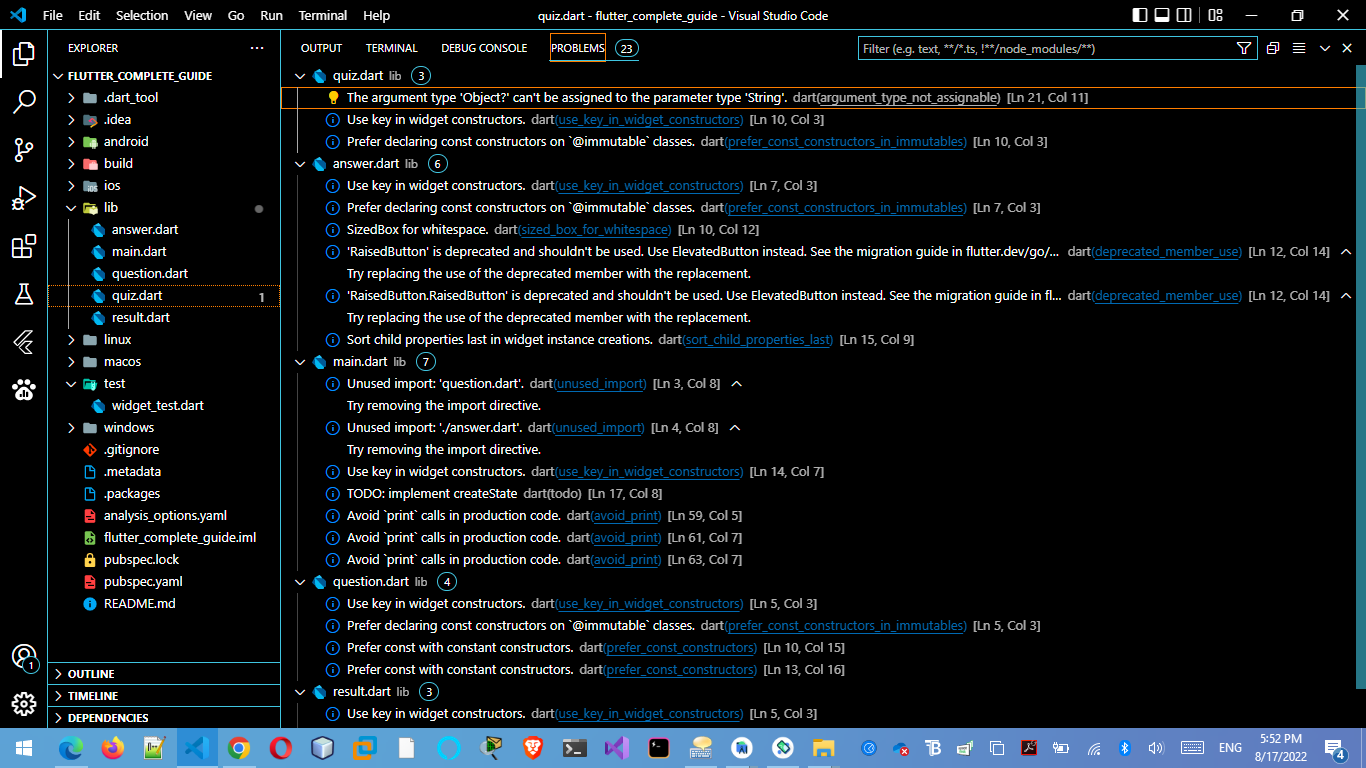 File Edit Selection View Go Run Terminal Help quiz.dart - flutter_complete_guide - Visual Studio Code
EXPLORER
FLUTTER_COMPLETE_GUIDE
.dart_tool
.idea
android
build
ios
lib
answer.dart
main.dart
question.dart
quiz.dart 1
result.dart
linux
macos
test
widget_test.dart
windows
.gitignore
.metadata
.packages
analysis_options.yaml
flutter_complete_guide.iml
pubspec.lock
pubspec.yaml
README.md
OUTLINE
TIMELINE
DEPENDENCIES
1
OUTPUT TERMINAL DEBUG CONSOLE PROBLEMS 23 Filter (e.g. text, **/*.ts, !**/node_modules/**)
quiz.dart lib 3
The argument type 'Object?' can't be assigned to the parameter type 'String'. dart(argument_type_not_assignable) [Ln 21, Col 11]
Use key in widget constructors. dart(use_key_in_widget_constructors) [Ln 10, Col 3]
Prefer declaring const constructors on `@immutable` classes. dart(prefer_const_constructors_in_immutables) [Ln 10, Col 3]
answer.dart lib 6
Use key in widget constructors. dart(use_key_in_widget_constructors) [Ln 7, Col 3]
Prefer declaring const constructors on `@immutable` classes. dart(prefer_const_constructors_in_immutables) [Ln 7, Col 3]
SizedBox for whitespace. dart(sized_box_for_whitespace) [Ln 10, Col 12]
'RaisedButton' is deprecated and shouldn't be used. Use ElevatedButton instead. See the migration guide in flutter.dev/go/... dart(deprecated_member_use) [Ln 12, Col 14]
Try replacing the use of the deprecated member with the replacement.
'RaisedButton.RaisedButton' is deprecated and shouldn't be used. Use ElevatedButton instead. See the migration guide in fl... dart(deprecated_member_use) [Ln 12, Col 14]
Try replacing the use of the deprecated member with the replacement.
Sort child properties last in widget instance creations. dart(sort_child_properties_last) [Ln 15, Col 9]
main.dart lib 7
Unused import: 'question.dart'. dart(unused_import) [Ln 3, Col 8]
Try removing the import directive.
Unused import: './answer.dart'. dart(unused_import) [Ln 4, Col 8]
Try removing the import directive.
Use key in widget constructors. dart(use_key_in_widget_constructors) [Ln 14, Col 7]
TODO: implement createState dart(todo) [Ln 17, Col 8]
Avoid `print` calls in production code. dart(avoid_print) [Ln 59, Col 5]
Avoid `print` calls in production code. dart(avoid_print) [Ln 61, Col 7]
Avoid `print` calls in production code. dart(avoid_print) [Ln 63, Col 7]
question.dart lib 4
Use key in widget constructors. dart(use_key_in_widget_constructors) [Ln 5, Col 3]
Prefer declaring const constructors on `@immutable` classes. dart(prefer_const_constructors_in_immutables) [Ln 5, Col 3]
Prefer const with constant constructors. dart(prefer_const_constructors) [Ln 10, Col 15]
Prefer const with constant constructors. dart(prefer_const_constructors) [Ln 13, Col 16]
result.dart lib 3
Use key in widget constructors. dart(use_key_in_widget_constructors) [Ln 5, Col 3]
ENG 5:52 PM
8/17/2022 4